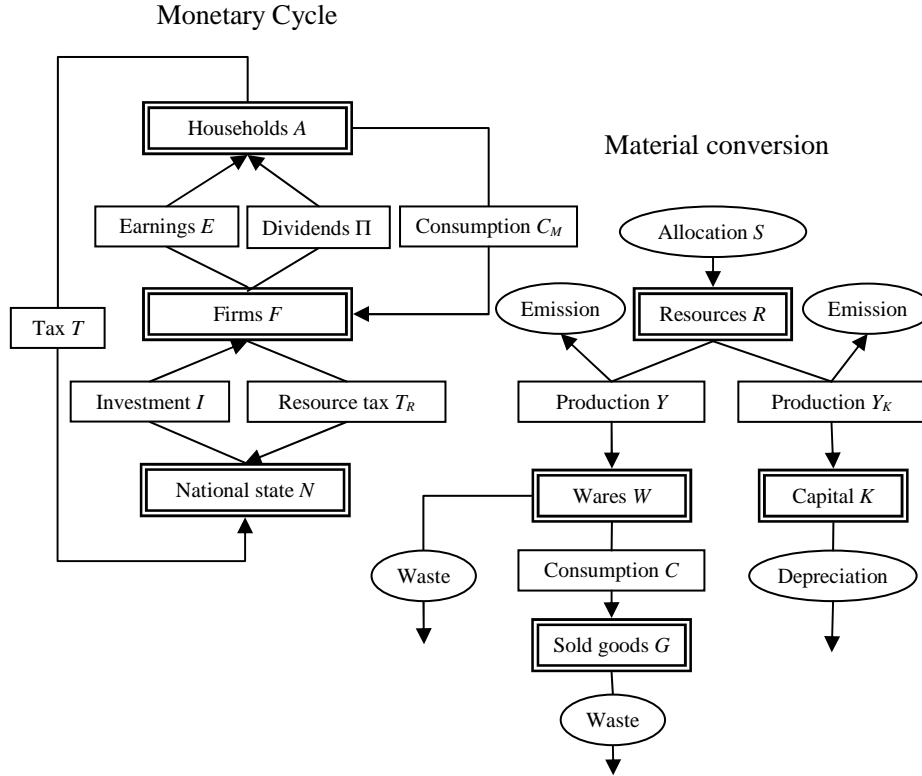 Monetary Cycle
Households A
Earnings E
Dividends Π
Consumption C_M
Firms F
Tax T
Investment I
Resource tax T_R
National state N
Material conversion
Allocation S
Emission
Resources R
Emission
Production Y
Production Y_K
Wares W
Capital K
Waste
Consumption C
Depreciation
Sold goods G
Waste